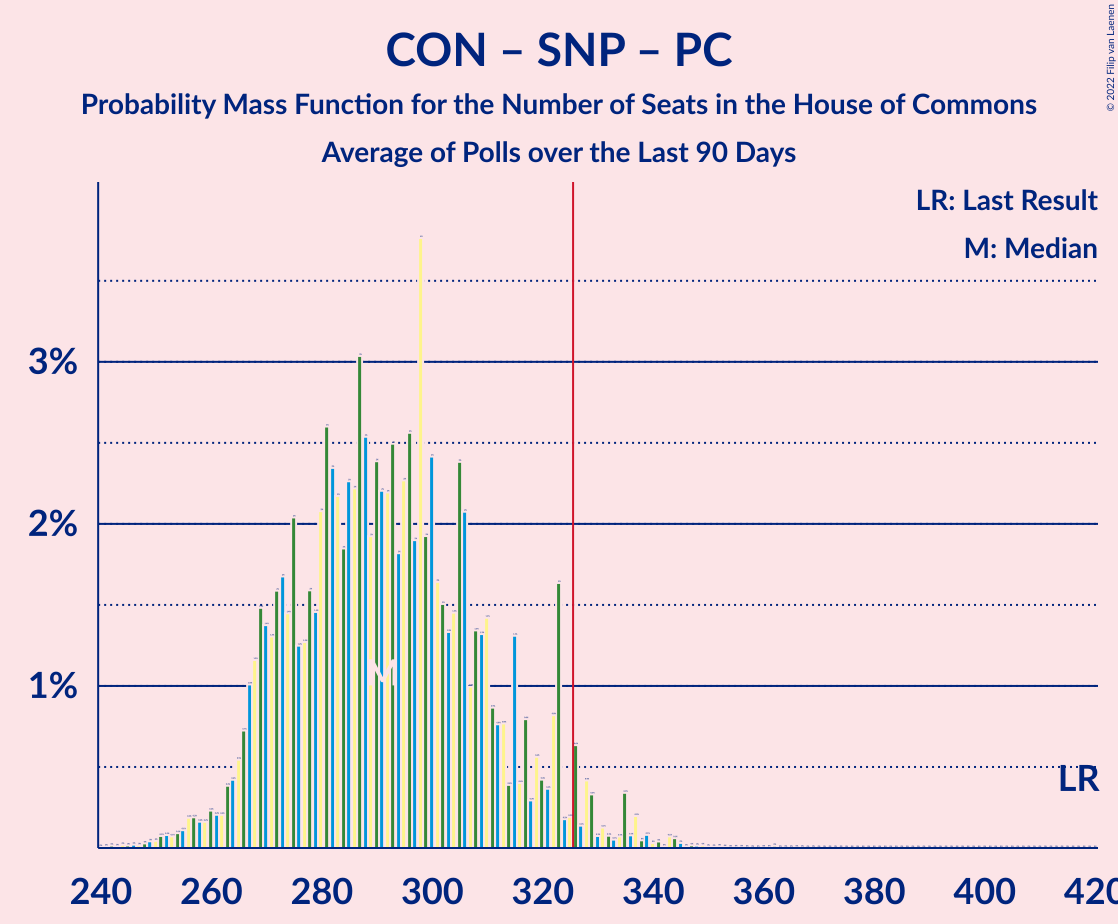 CON – SNP – PC
Probability Mass Function for the Number of Seats in the House of Commons
Average of Polls over the Last 90 Days
© 2022 Filip van Laenen
LR: Last Result
M: Median
3%
2%
1%
M
LR
240 260 280 300 320 340 360 380 400 420